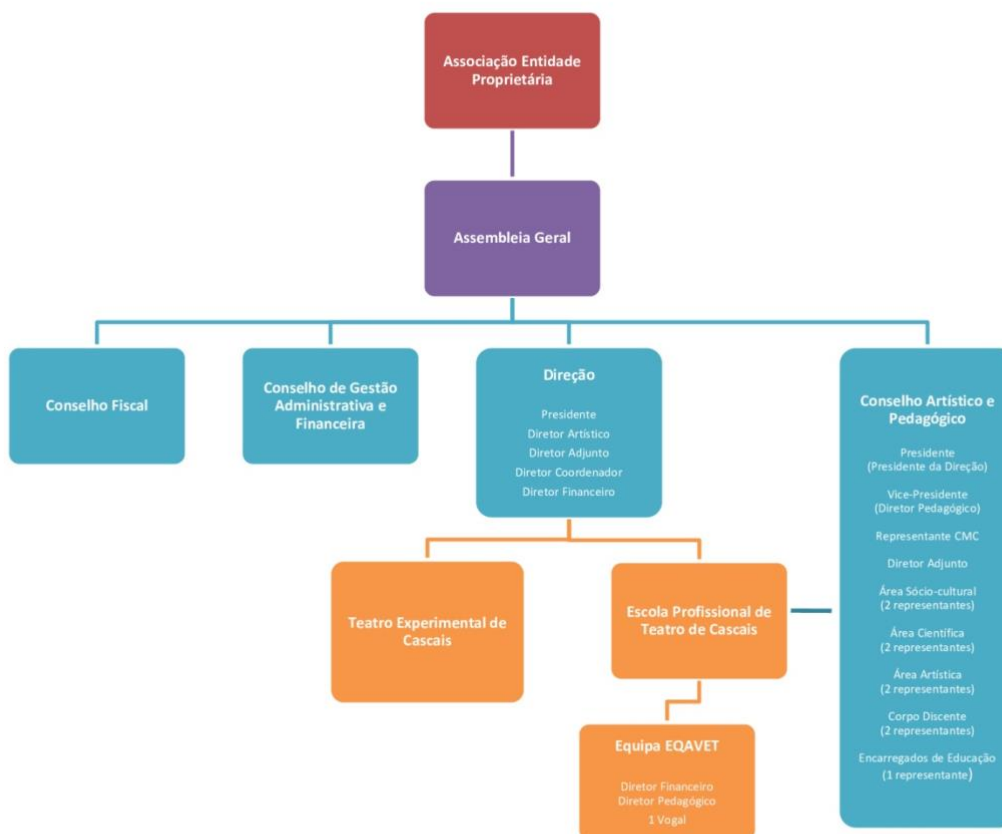 Associação Entidade
Proprietária
Assembleia Geral
Conselho Fiscal
Conselho de Gestão
Administrativa e
Financeira
Direção
Presidente
Diretor Artístico
Diretor Adjunto
Diretor Coordenador
Diretor Financeiro
Conselho Artístico e
Pedagógico
Presidente
(Presidente da Direção)
Vice-Presidente
(Diretor Pedagógico)
Representante CMC
Diretor Adjunto
Área Sócio-cultural
(2 representantes)
Área Científica
(2 representantes)
Área Artística
(2 representantes)
Corpo Discente
(2 representantes)
Encarregados de Educação
(1 representante)
Teatro Experimental de
Cascais
Escola Profissional de
Teatro de Cascais
Equipa EQAVET
Diretor Financeiro
Diretor Pedagógico
1 Vogal